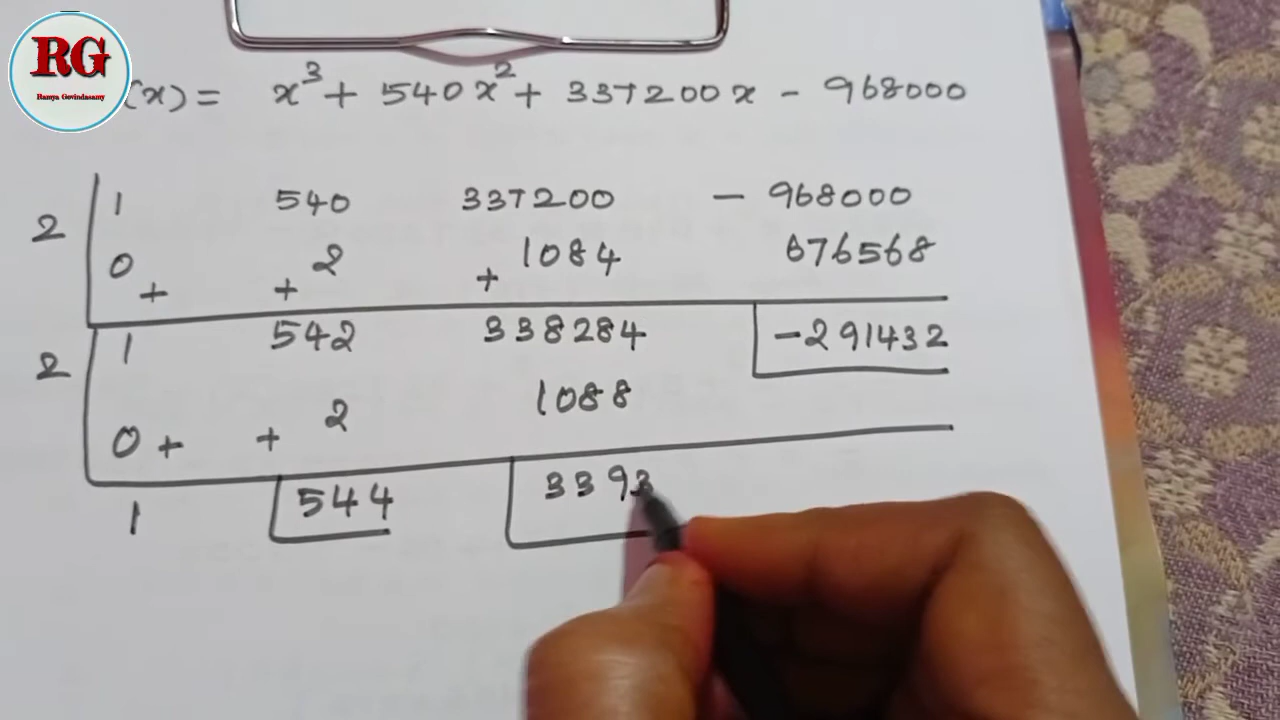 RG
Ramya Govindasamy
(x) = x³ + 540x² + 337200x - 968000
2 1 540 337200 - 968000
0 + + 2 + 1084 676568
2 1 542 338284 -291432
0 + + 2 1088
1 544 3393